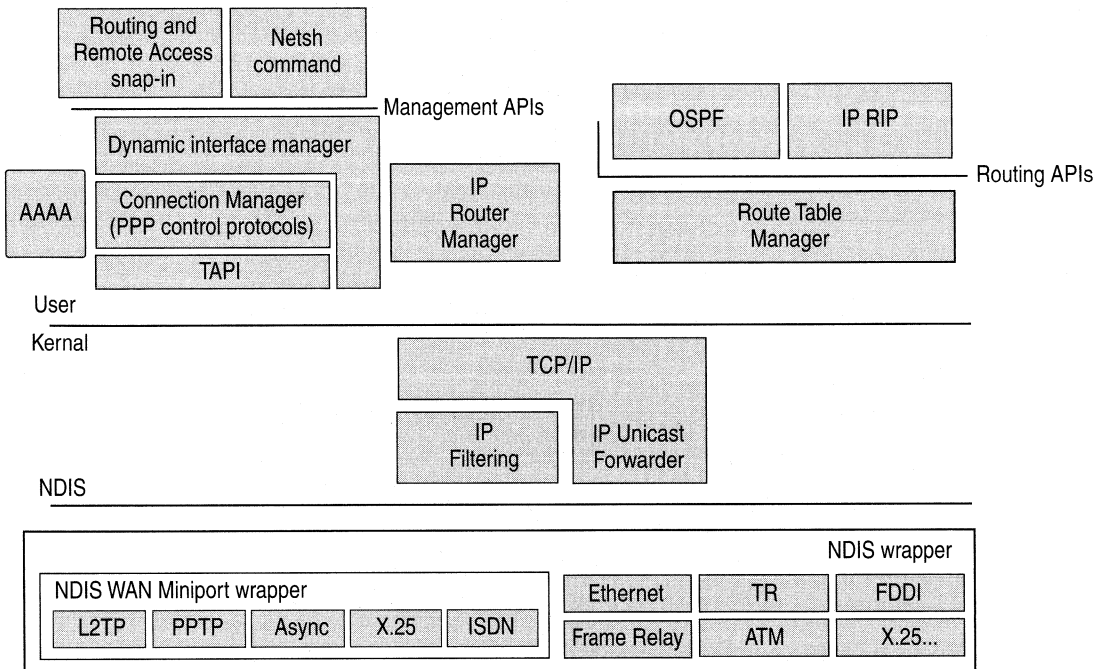 Routing and
Remote Access
snap-in
Netsh
command
Management APIs
OSPF
IP RIP
Routing APIs
Dynamic interface manager
AAAA
Connection Manager
(PPP control protocols)
TAPI
IP
Router
Manager
Route Table
Manager
User
Kernal
TCP/IP
IP
Filtering
IP Unicast
Forwarder
NDIS
NDIS wrapper
NDIS WAN Miniport wrapper
L2TP
PPTP
Async
X.25
ISDN
Ethernet
TR
FDDI
Frame Relay
ATM
X.25...